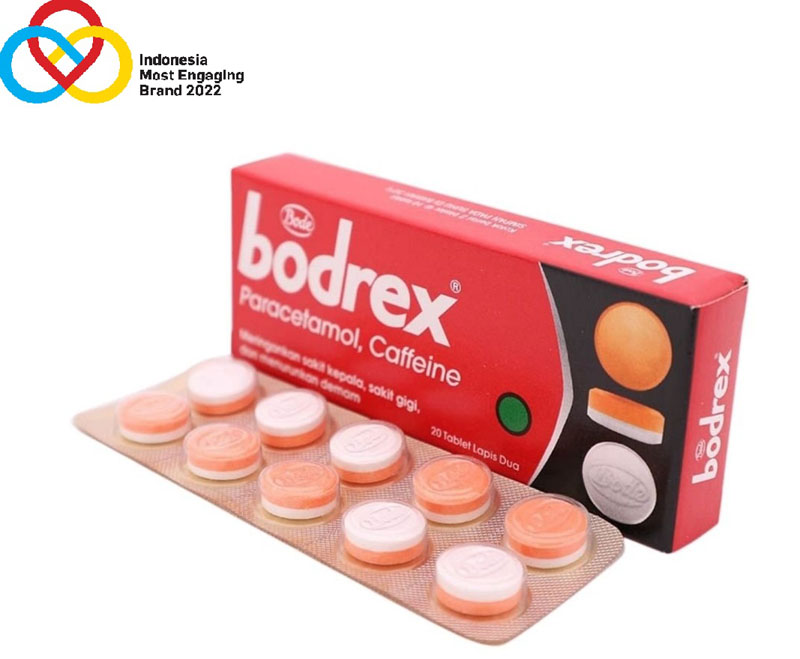 Indonesia
Most Engaging
Brand 2022
Bode
bodrex®
Paracetamol, Caffeine
Meringankan sakit kepala, sakit gigi,
dan menurunkan demam
20 Tablet Lapis Dua
bodrex
bodrex
Bode